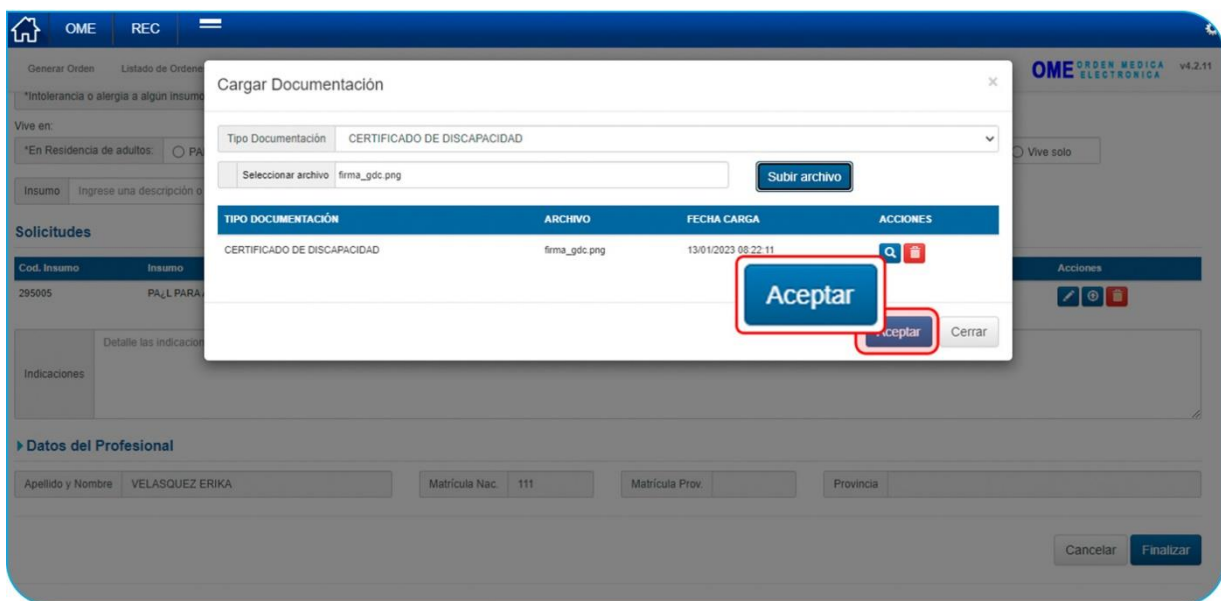 OME REC
Generar Orden Listado de Ordene
OME ORDEN MEDICA ELECTRONICA v4.2.11
*Intolerancia o alergia a algún insumo
Cargar Documentación ×
Vive en:
*En Residencia de adultos: PA
Vive solo
Tipo Documentación CERTIFICADO DE DISCAPACIDAD
Seleccionar archivo firma_gdc.png Subir archivo
Insumo Ingrese una descripción o
TIPO DOCUMENTACIÓN ARCHIVO FECHA CARGA ACCIONES
CERTIFICADO DE DISCAPACIDAD firma_gdc.png 13/01/2023 08:22:11
Solicitudes
Cod. Insumo Insumo Acciones
295005 PA¿L PARA
Aceptar
Aceptar Cerrar
Detalle las indicacion
Indicaciones
Datos del Profesional
Apellido y Nombre VELASQUEZ ERIKA Matrícula Nac. 111 Matrícula Prov. Provincia
Cancelar Finalizar